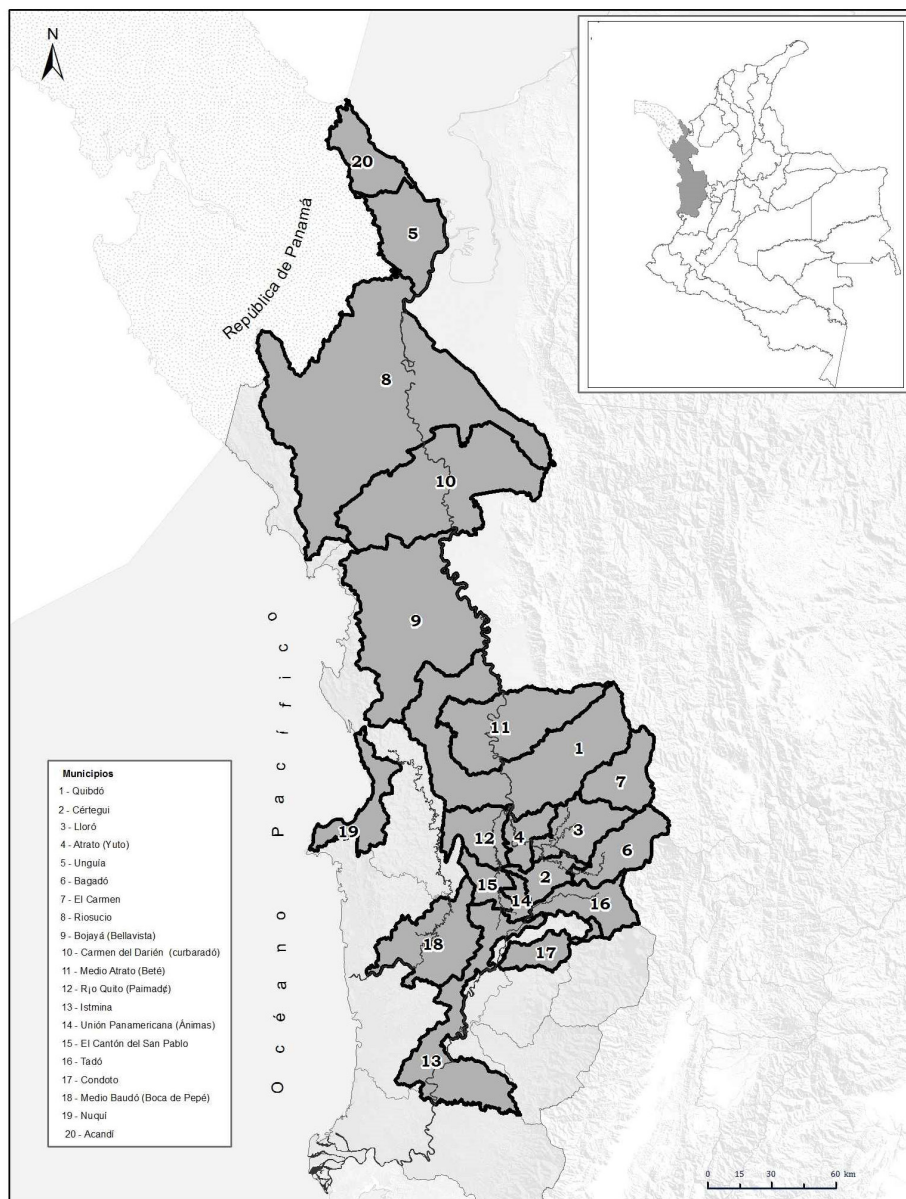 N
República de Panamá
Océano Pacífico
20
5
8
10
9
11
1
7
19
12
4
3
6
15
2
14
16
18
17
13
Municipios
1 - Quibdó
2 - Cértegui
3 - Lloró
4 - Atrato (Yuto)
5 - Unguía
6 - Bagadó
7 - El Carmen
8 - Riosucio
9 - Bojayá (Bellavista)
10 - Carmen del Darién (curbaradó)
11 - Medio Atrato (Beté)
12 - R¡o Quito (Paimad¢)
13 - Istmina
14 - Unión Panamericana (Ánimas)
15 - El Cantón del San Pablo
16 - Tadó
17 - Condoto
18 - Medio Baudó (Boca de Pepé)
19 - Nuquí
20 - Acandí
0 15 30 60 km